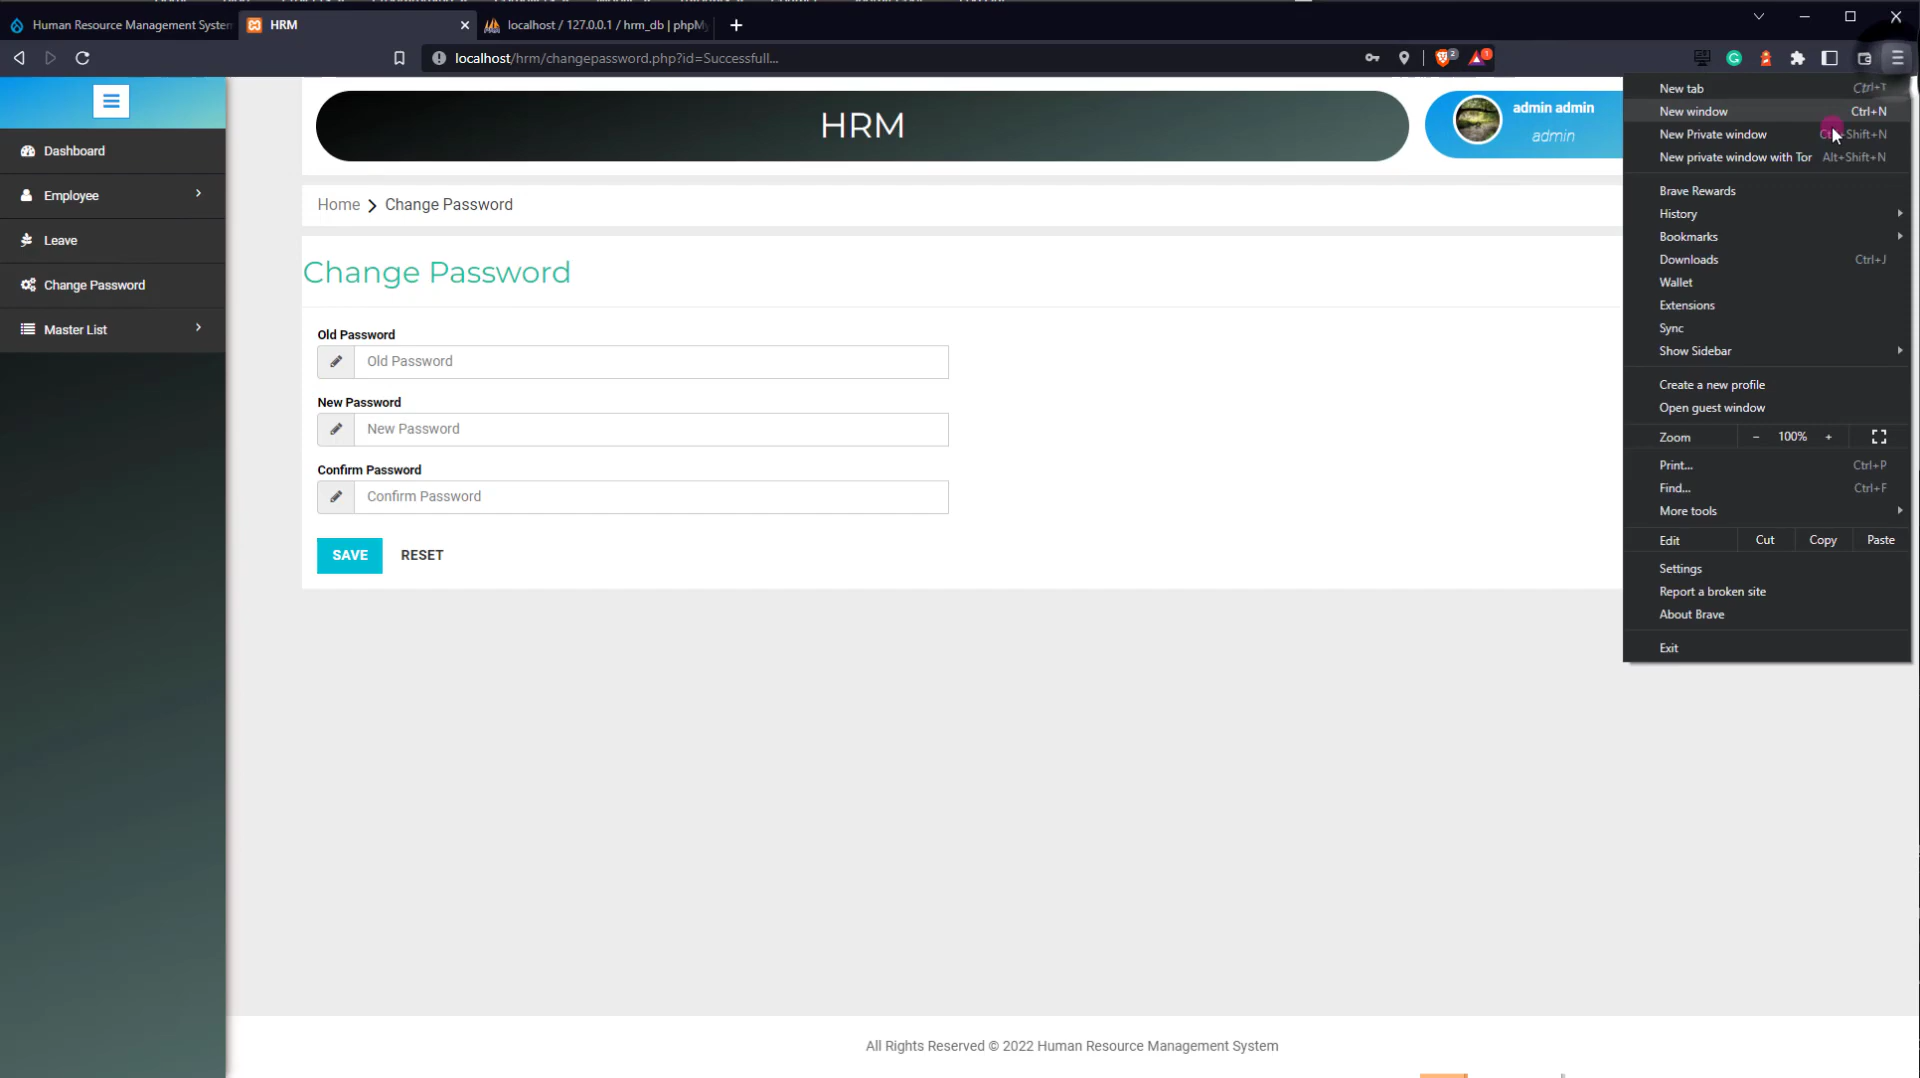 Human Resource Management System
HRM
localhost / 127.0.0.1 / hrm_db | phpMy
localhost/hrm/changepassword.php?id=Successfull...
2
1
HRM
admin admin
admin
Dashboard
Employee
Leave
Change Password
Master List
Home > Change Password
Change Password
Old Password
Old Password
New Password
New Password
Confirm Password
Confirm Password
SAVE RESET
All Rights Reserved © 2022 Human Resource Management System
New tab Ctrl+T
New window Ctrl+N
New Private window Ctrl+Shift+N
New private window with Tor Alt+Shift+N
Brave Rewards
History
Bookmarks
Downloads Ctrl+J
Wallet
Extensions
Sync
Show Sidebar
Create a new profile
Open guest window
Zoom − 100% +
Print... Ctrl+P
Find... Ctrl+F
More tools
Edit Cut Copy Paste
Settings
Report a broken site
About Brave
Exit